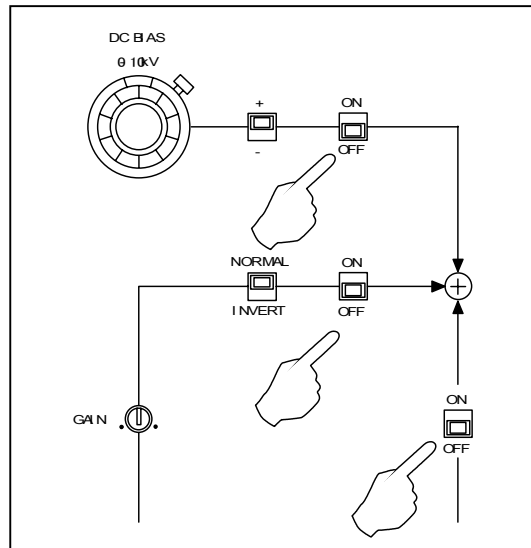 DC BIAS
0-10kV
+
ON
-
OFF
NORMAL
ON
INVERT
OFF
GAIN
ON
OFF